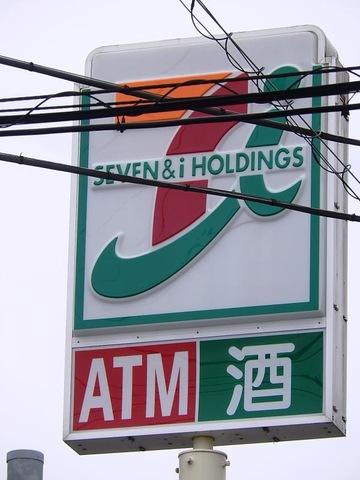 SEVEN & i HOLDINGS
ATM 酒